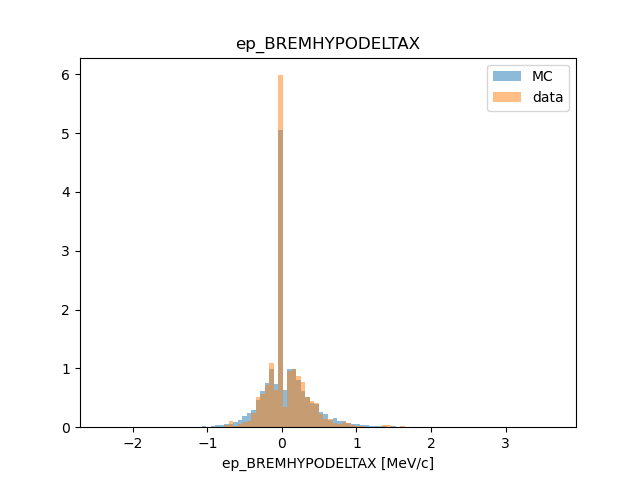 ep_BREMHYPODELTAX
MC
data
6
5
4
3
2
1
0
−2 −1 0 1 2 3
ep_BREMHYPODELTAX [MeV/c]